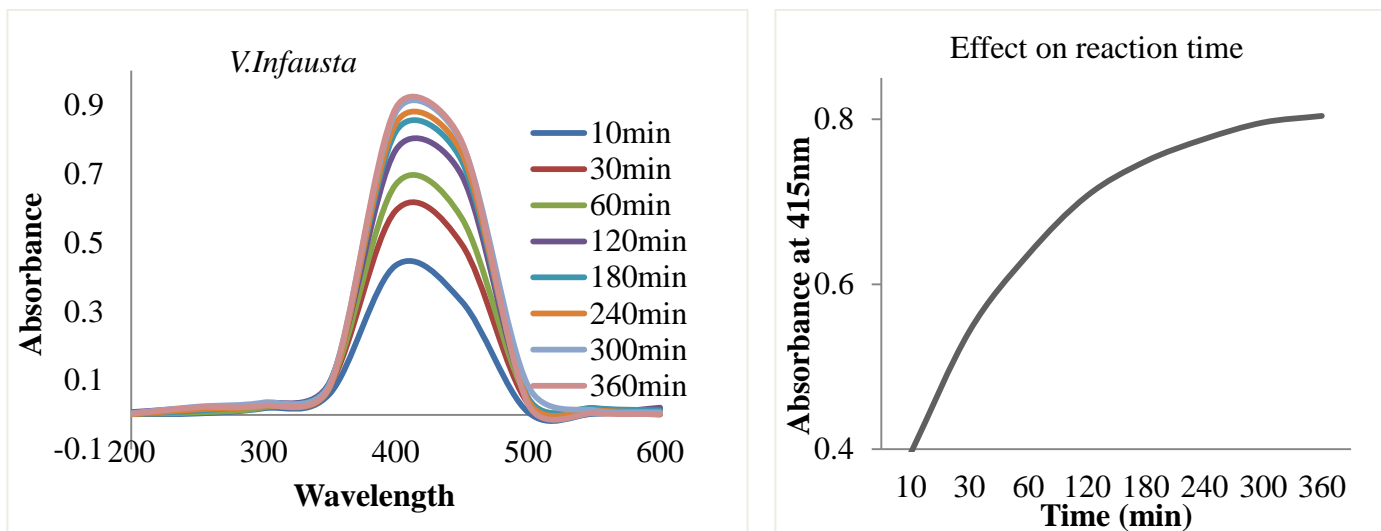 V.Infausta
0.9
0.7
0.5
0.3
0.1
-0.1
200 300 400 500 600
Absorbance
Wavelength
10min
30min
60min
120min
180min
240min
300min
360min
Effect on reaction time
0.8
0.6
0.4
10 30 60 120 180 240 300 360
Absorbance at 415nm
Time (min)